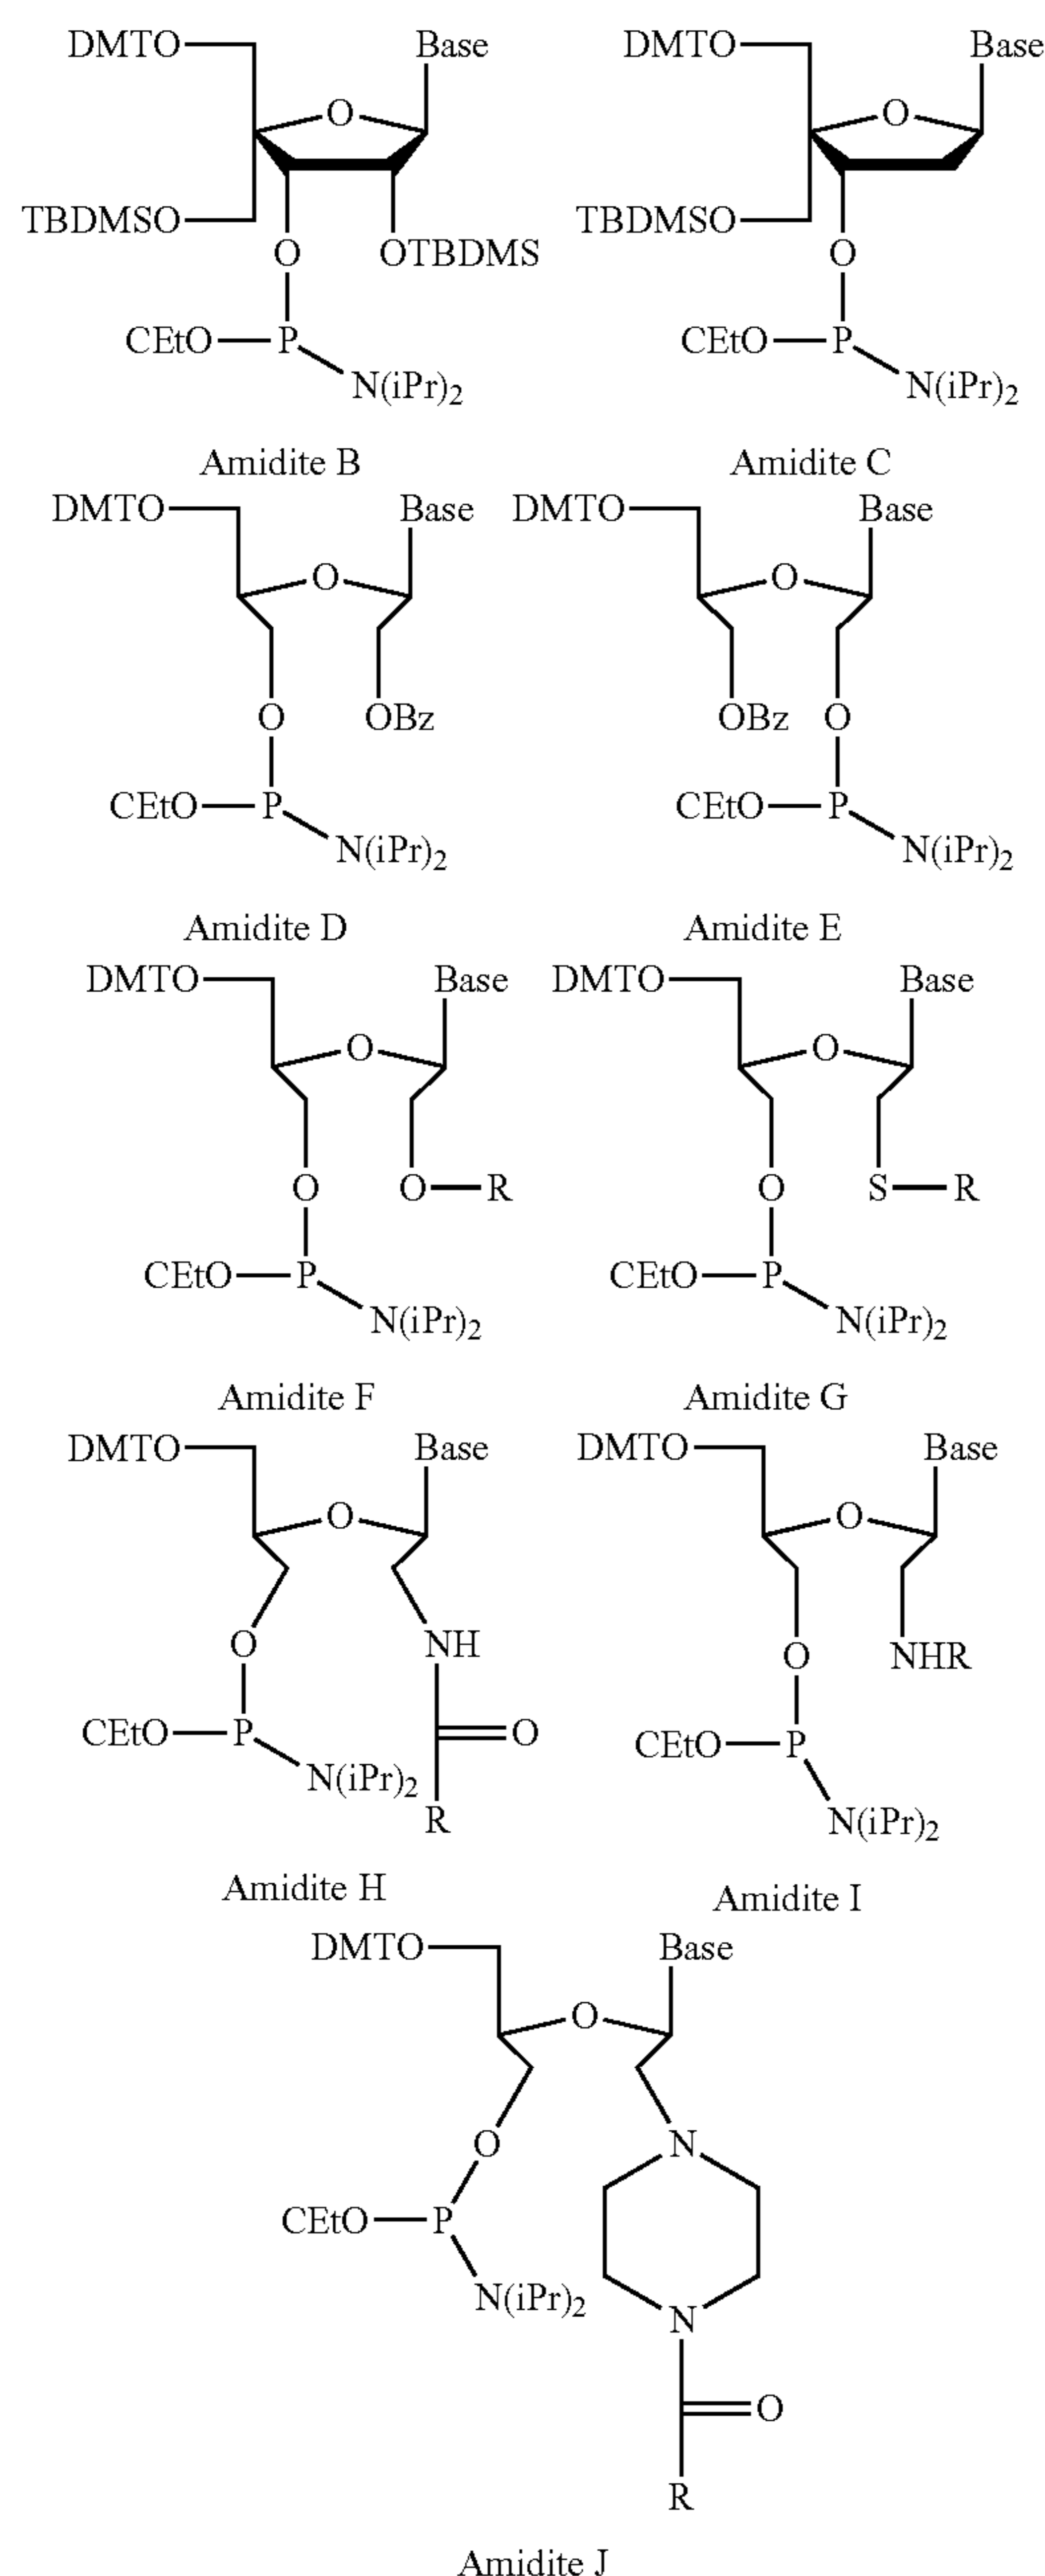 DMTO Base DMTO Base
O O
TBDMSO TBDMSO
O OTBDMS O
CEtO P CEtO P
N(iPr)2 N(iPr)2
Amidite B Amidite C
DMTO Base DMTO Base
O O
O OBz OBz O
CEtO P CEtO P
N(iPr)2 N(iPr)2
Amidite D Amidite E
DMTO Base DMTO Base
O O
O O R O S R
CEtO P CEtO P
N(iPr)2 N(iPr)2
Amidite F Amidite G
DMTO Base DMTO Base
O O
O NH O NHR
CEtO P O CEtO P
N(iPr)2 N(iPr)2
R
Amidite H Amidite I
DMTO Base
O
O N
CEtO P
N(iPr)2 N
O
R
Amidite J